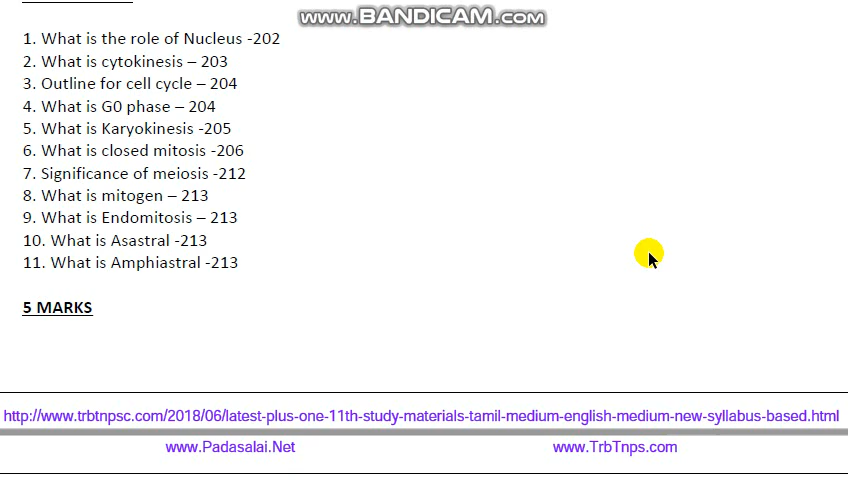 www.BANDICAM.com
1. What is the role of Nucleus -202
2. What is cytokinesis – 203
3. Outline for cell cycle – 204
4. What is G0 phase – 204
5. What is Karyokinesis -205
6. What is closed mitosis -206
7. Significance of meiosis -212
8. What is mitogen – 213
9. What is Endomitosis – 213
10. What is Asastral -213
11. What is Amphiastral -213
5 MARKS
http://www.trbtnpsc.com/2018/06/latest-plus-one-11th-study-materials-tamil-medium-english-medium-new-syllabus-based.html
www.Padasalai.Net www.TrbTnps.com